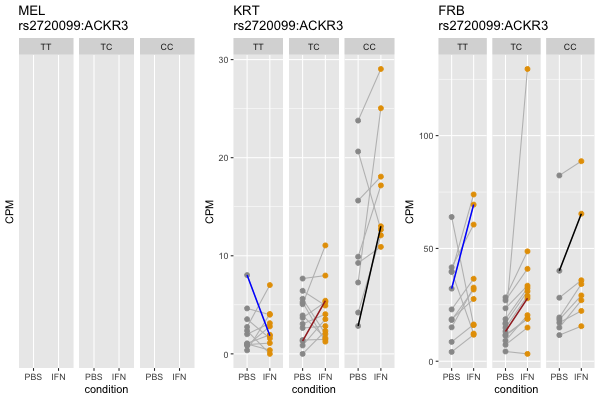 MEL
rs2720099:ACKR3
TT TC CC
CPM
PBS IFN PBS IFN PBS IFN
KRT
rs2720099:ACKR3
TT TC CC
CPM
30
20
10
0
PBS IFN PBS IFN PBS IFN
condition
FRB
rs2720099:ACKR3
TT TC CC
CPM
100
50
0
PBS IFN PBS IFN PBS IFN
condition
condition